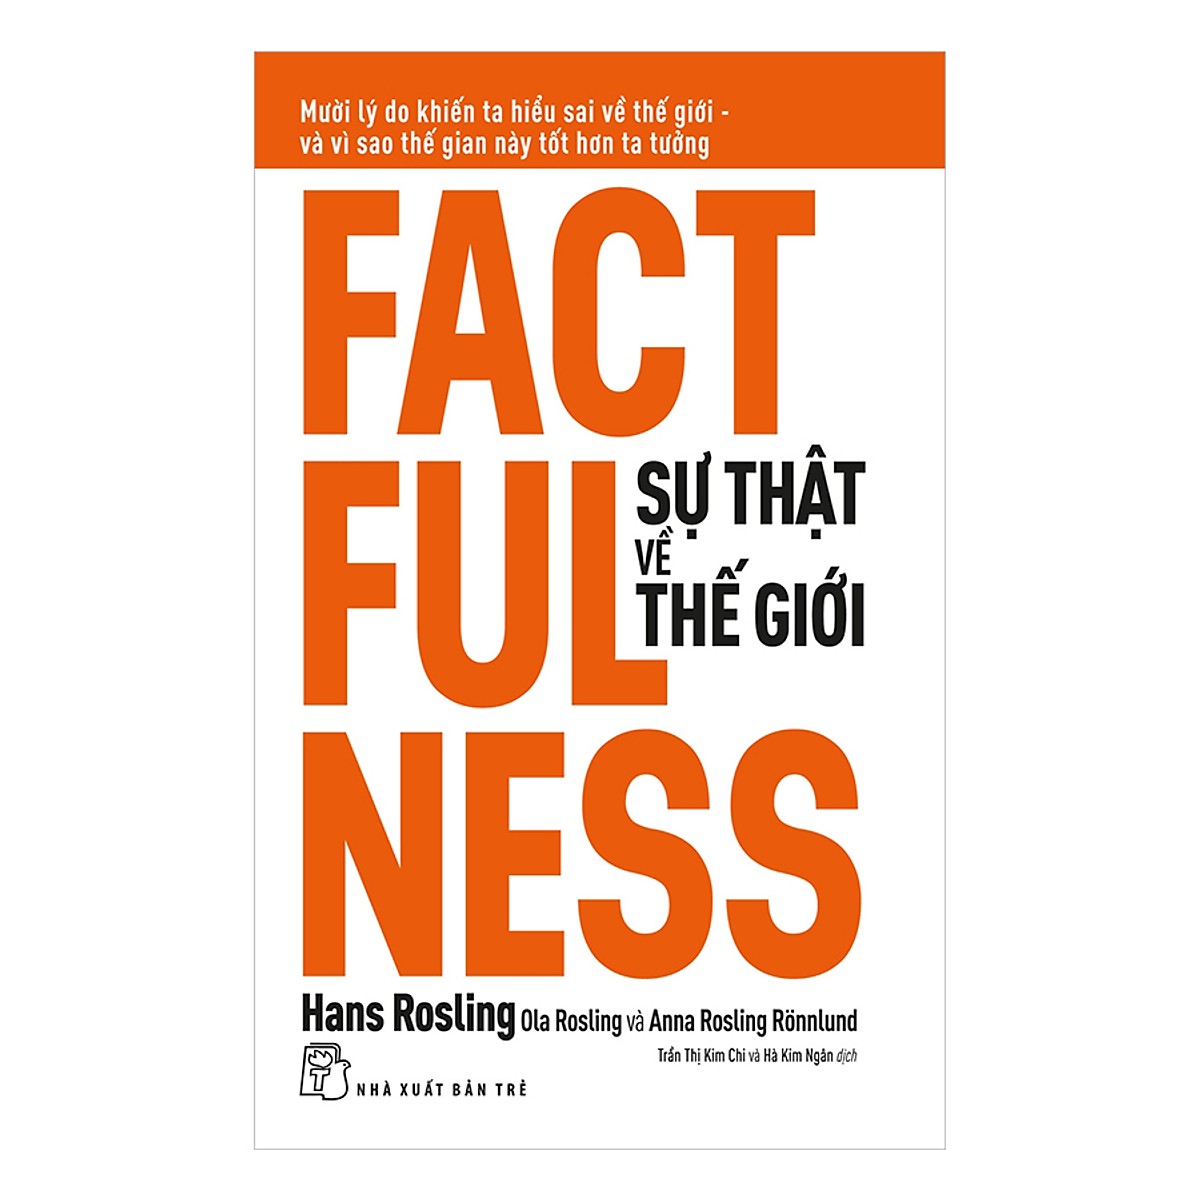 Mười lý do khiến ta hiểu sai về thế giới -
và vì sao thế gian này tốt hơn ta tưởng
FACT
FUL
SỰ THẬT
VỀ
THẾ GIỚI
NESS
Hans Rosling Ola Rosling và Anna Rosling Rönnlund
Trần Thị Kim Chi và Hà Kim Ngân dịch
T
NHÀ XUẤT BẢN TRẺ